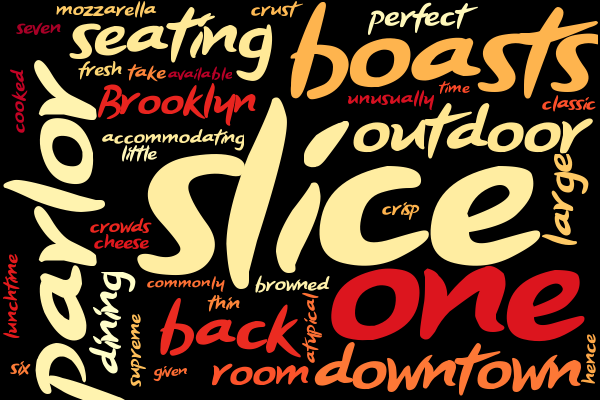 mozzarella
crust
perfect
seven
seating
boasts
fresh
take
available
time
cooked
Brooklyn
unusually
classic
accommodating
little
outdoor
parlor
slice
large
crisp
crowds
cheese
lunchtime
dining
commonly
browned
one
thin
supreme
back
atypical
hence
six
given
room
downtown